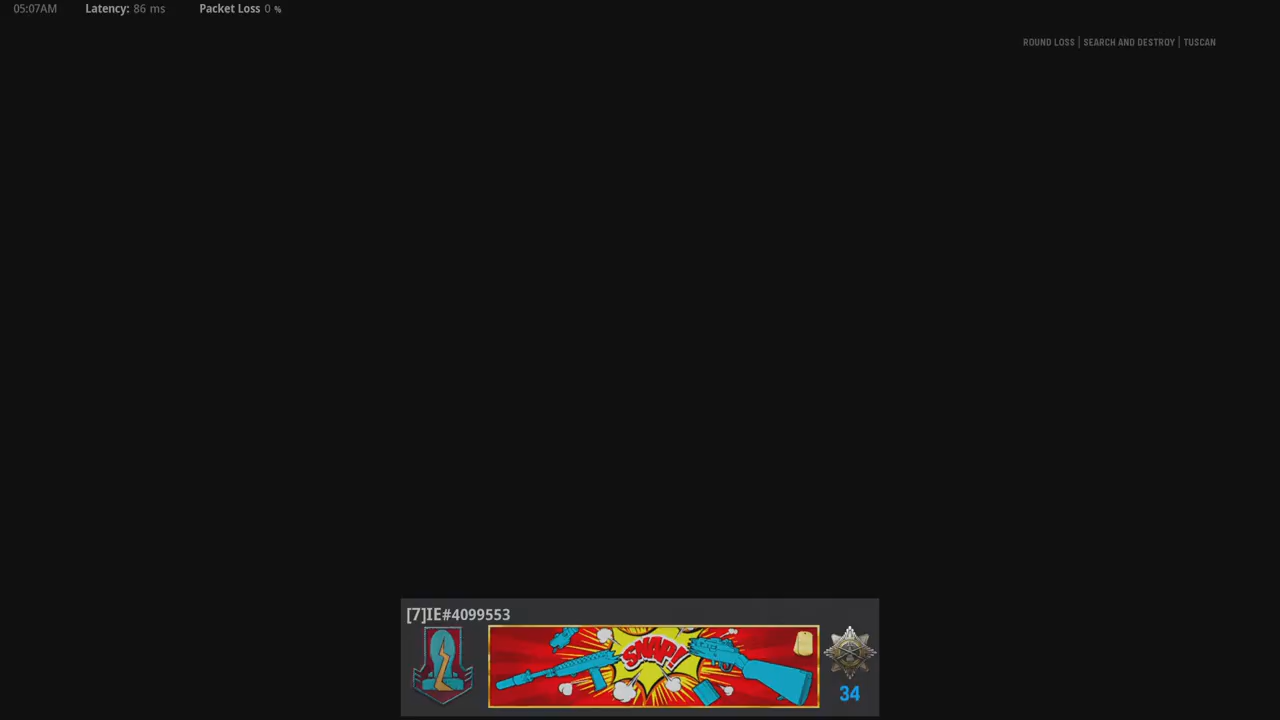 05:07AM Latency: 86 ms Packet Loss 0 %
ROUND LOSS | SEARCH AND DESTROY | TUSCAN
[7]IE#4099553
SNAP!!
34